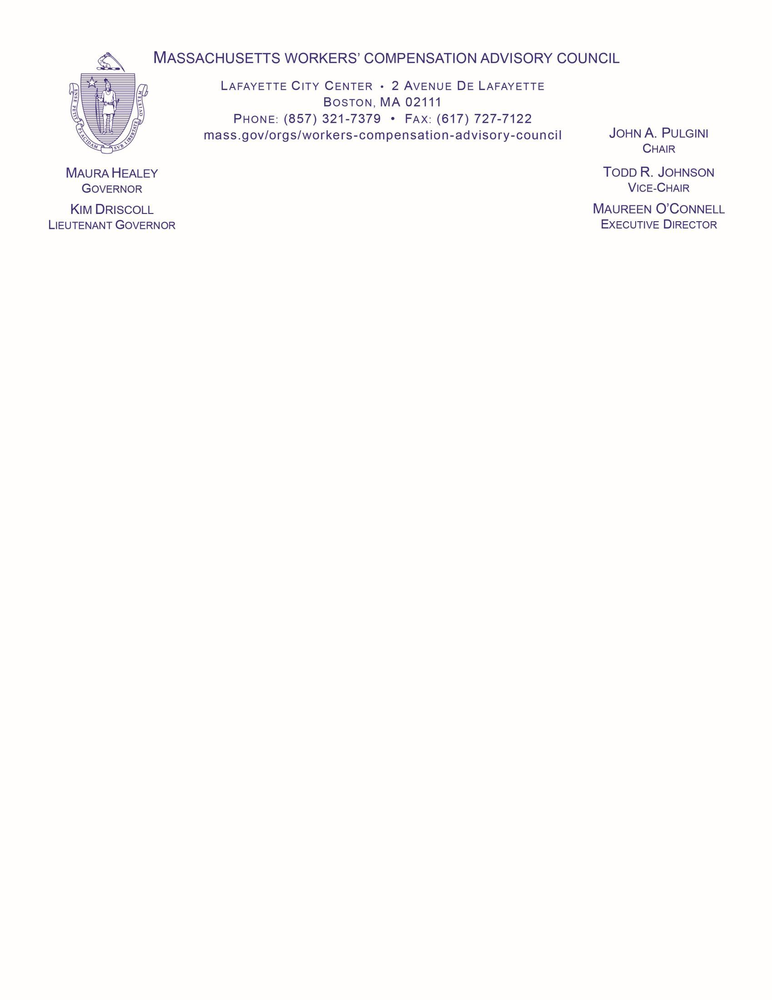 MASSACHUSETTS WORKERS’ COMPENSATION ADVISORY COUNCIL
LAFAYETTE CITY CENTER • 2 AVENUE DE LAFAYETTE
BOSTON, MA 02111
PHONE: (857) 321-7379 • FAX: (617) 727-7122
mass.gov/orgs/workers-compensation-advisory-council
ENSE PETIT PLACIDAM SVB LIBERTATE QVIETEM
MAURA HEALEY
GOVERNOR
KIM DRISCOLL
LIEUTENANT GOVERNOR
JOHN A. PULGINI
CHAIR
TODD R. JOHNSON
VICE-CHAIR
MAUREEN O’CONNELL
EXECUTIVE DIRECTOR